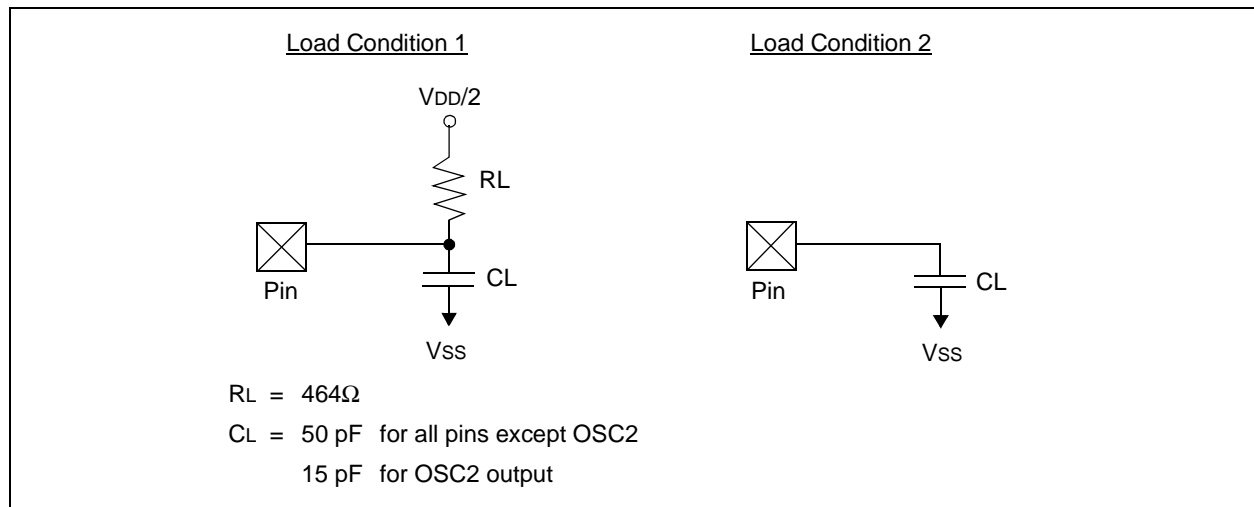 Load Condition 1
VDD/2
RL
Pin
CL
VSS
Load Condition 2
Pin
CL
VSS
RL = 464Ω
CL = 50 pF for all pins except OSC2
15 pF for OSC2 output